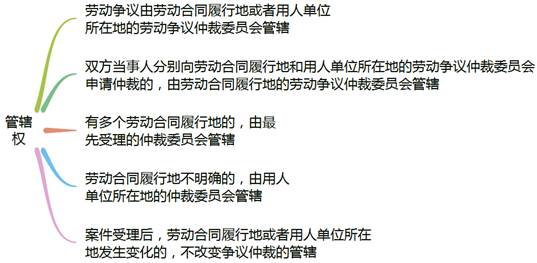 劳动争议由劳动合同履行地或者用人单位
所在地的劳动争议仲裁委员会管辖
双方当事人分别向劳动合同履行地和用人单位所在地的劳动争议仲裁委员会
申请仲裁的，由劳动合同履行地的劳动争议仲裁委员会管辖
管辖
权
有多个劳动合同履行地的，由最
先受理的仲裁委员会管辖
劳动合同履行地不明确的，由用人
单位所在地的仲裁委员会管辖
案件受理后，劳动合同履行地或者用人单位所在
地发生变化的，不改变争议仲裁的管辖